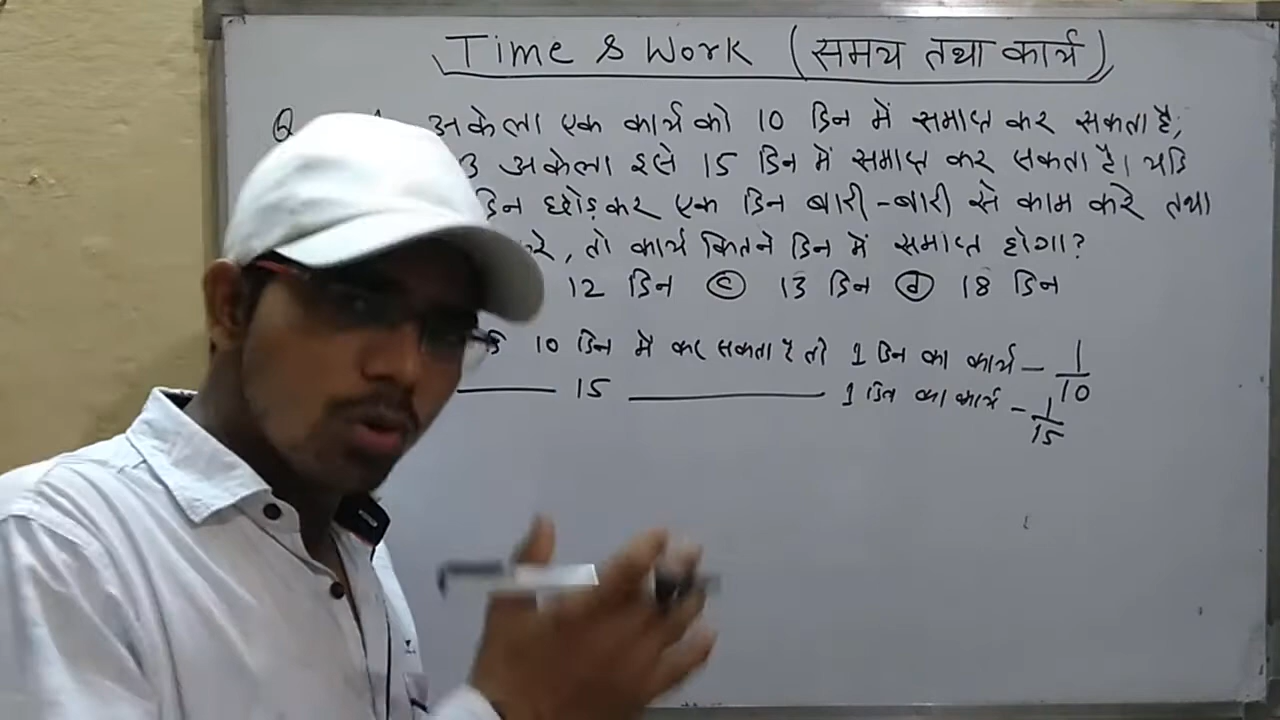 Time & Work (समय तथा कार्य)
Q अकेला एक कार्य को 10 दिन में समाप्त कर सकता है,
अकेला इसे 15 दिन में समाप्त कर सकता है। यदि
दिन छोड़कर एक दिन बारी-बारी से काम करे तथा
करे, तो कार्य कितने दिन में समाप्त होगा?
12 दिन ⓒ 13 दिन ⓓ 18 दिन
10 दिन में कर सकता है तो 1 दिन का कार्य – 1/10
15 1 दिन का कार्य – 1/15